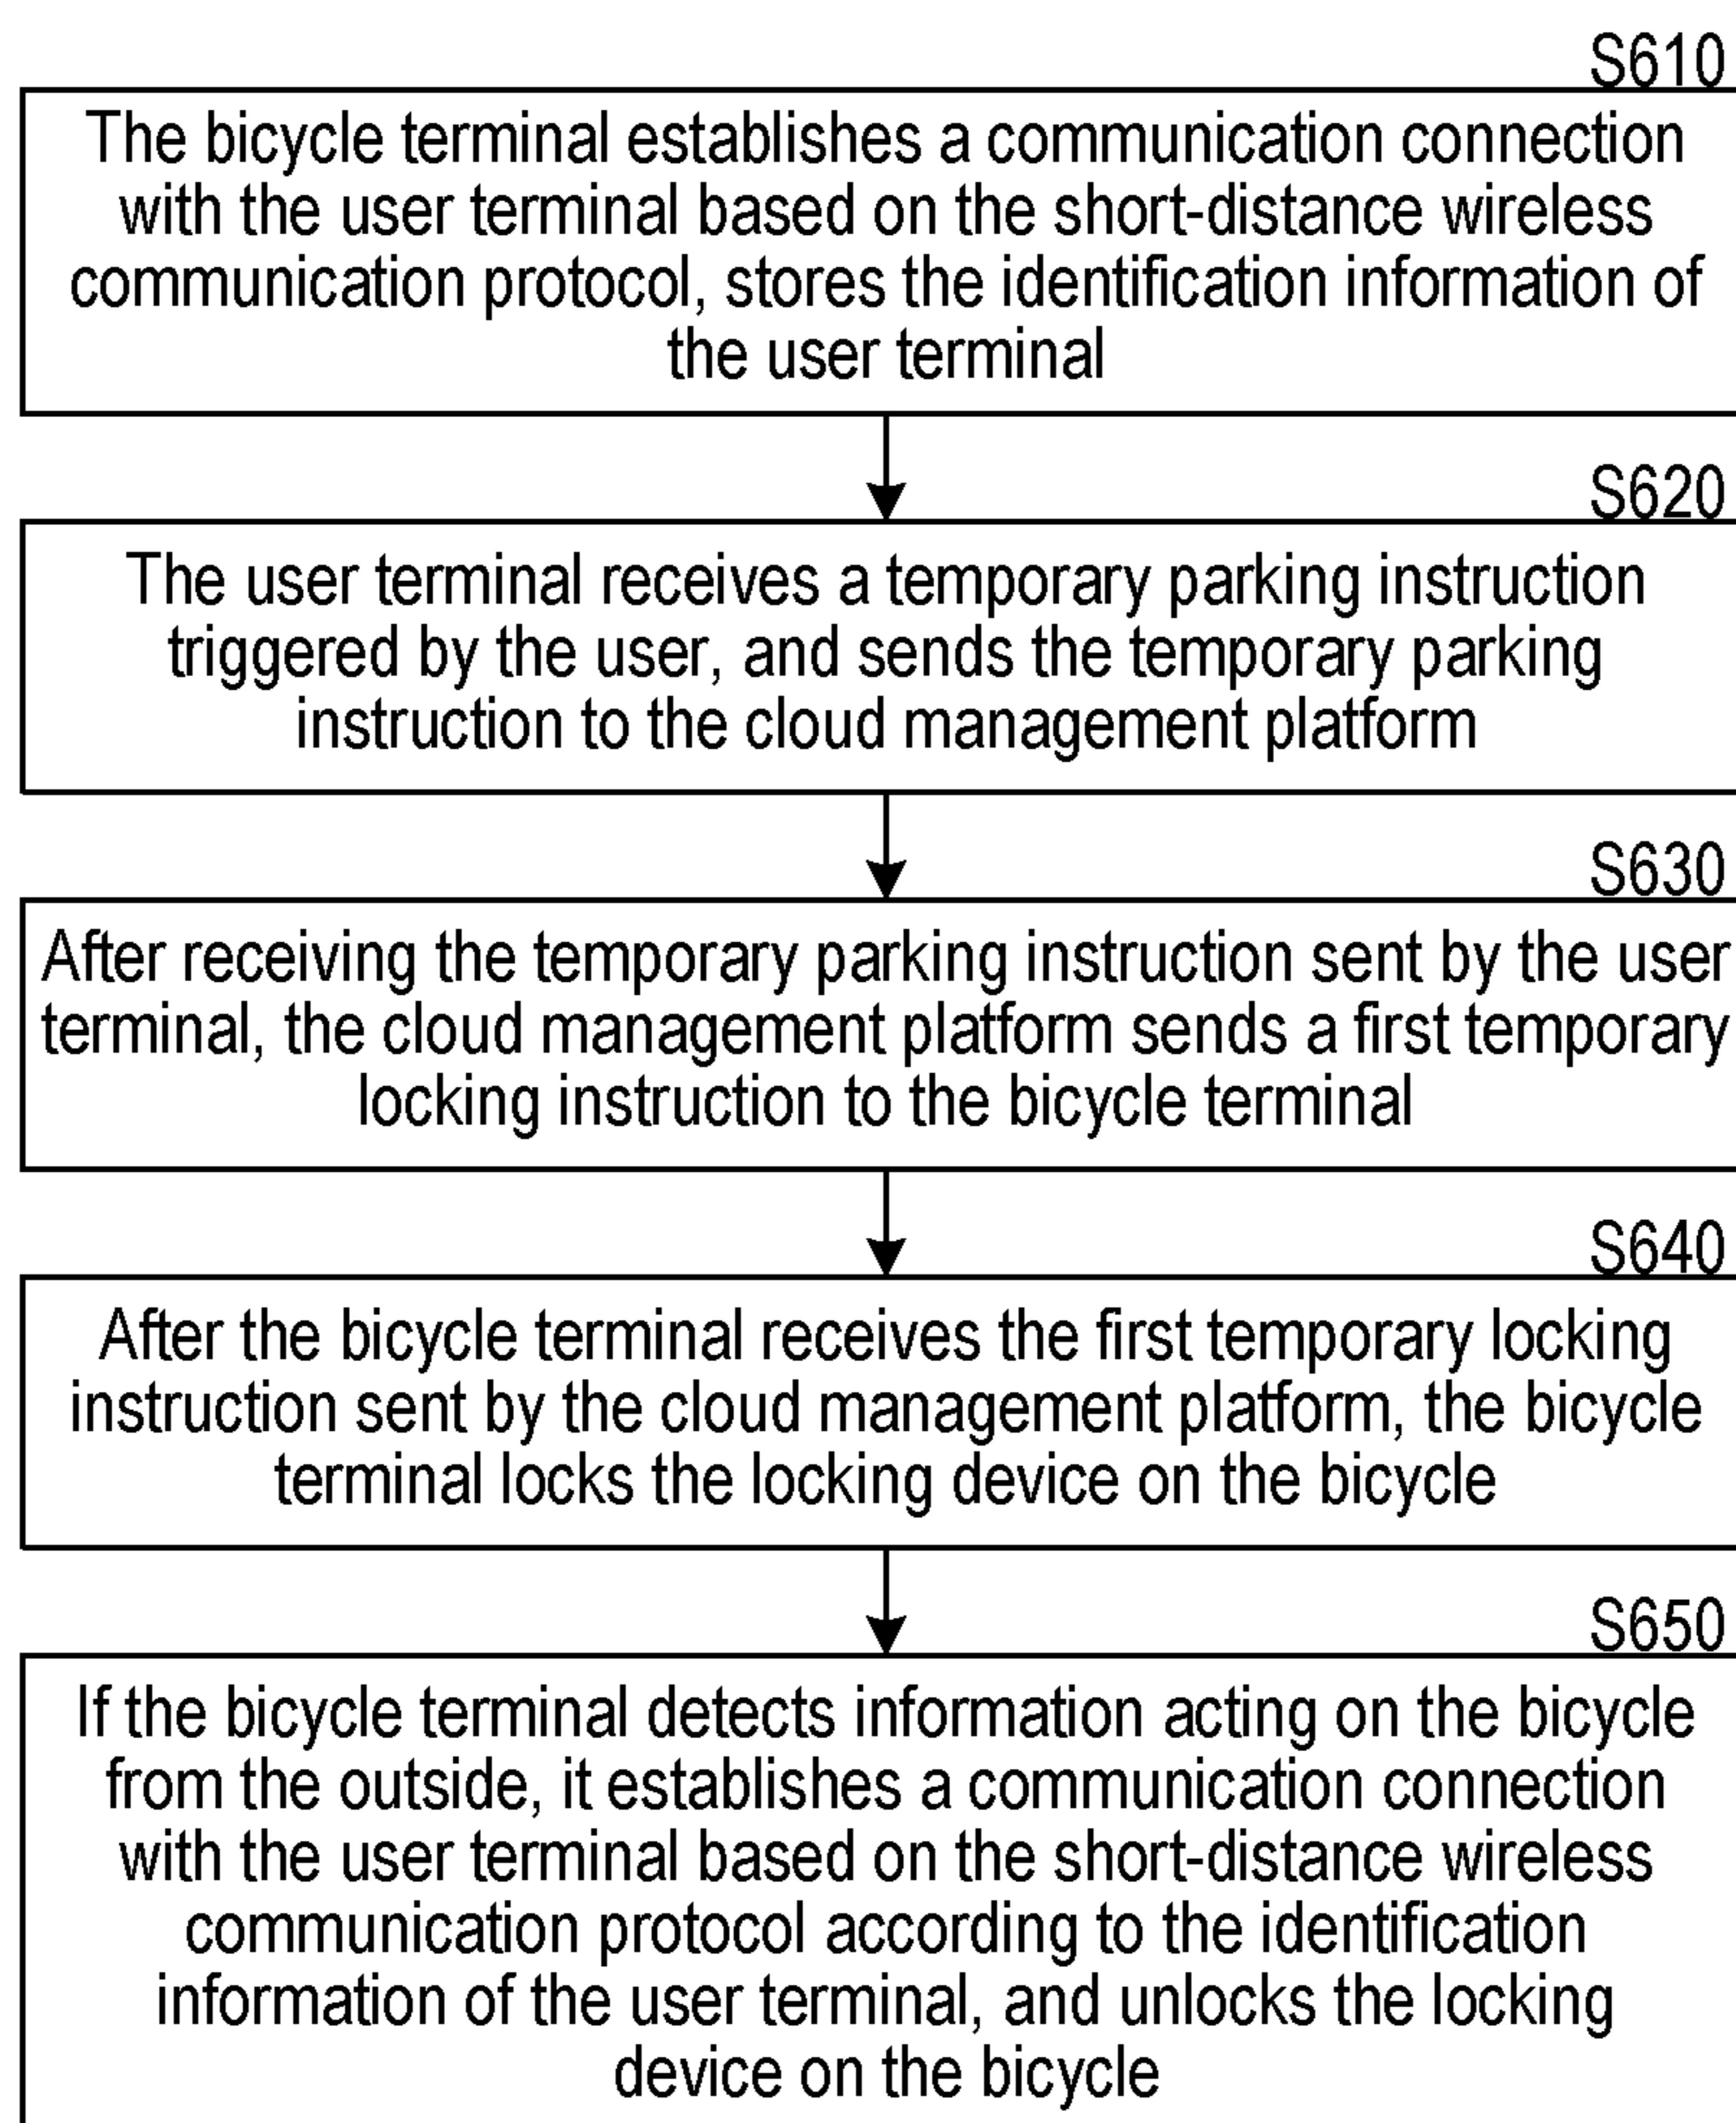 S610
The bicycle terminal establishes a communication connection
with the user terminal based on the short-distance wireless
communication protocol, stores the identification information of
the user terminal
S620
The user terminal receives a temporary parking instruction
triggered by the user, and sends the temporary parking
instruction to the cloud management platform
S630
After receiving the temporary parking instruction sent by the user
terminal, the cloud management platform sends a first temporary
locking instruction to the bicycle terminal
S640
After the bicycle terminal receives the first temporary locking
instruction sent by the cloud management platform, the bicycle
terminal locks the locking device on the bicycle
S650
If the bicycle terminal detects information acting on the bicycle
from the outside, it establishes a communication connection
with the user terminal based on the short-distance wireless
communication protocol according to the identification
information of the user terminal, and unlocks the locking
device on the bicycle